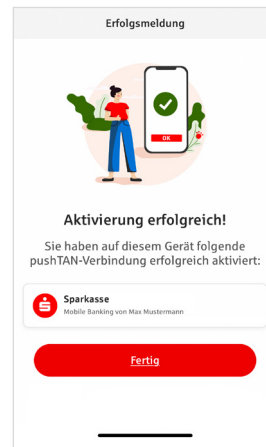 Erfolgsmeldung
OK
Aktivierung erfolgreich!
Sie haben auf diesem Gerät folgende
pushTAN-Verbindung erfolgreich aktiviert:
Sparkasse
Mobile Banking von Max Mustermann
Fertig